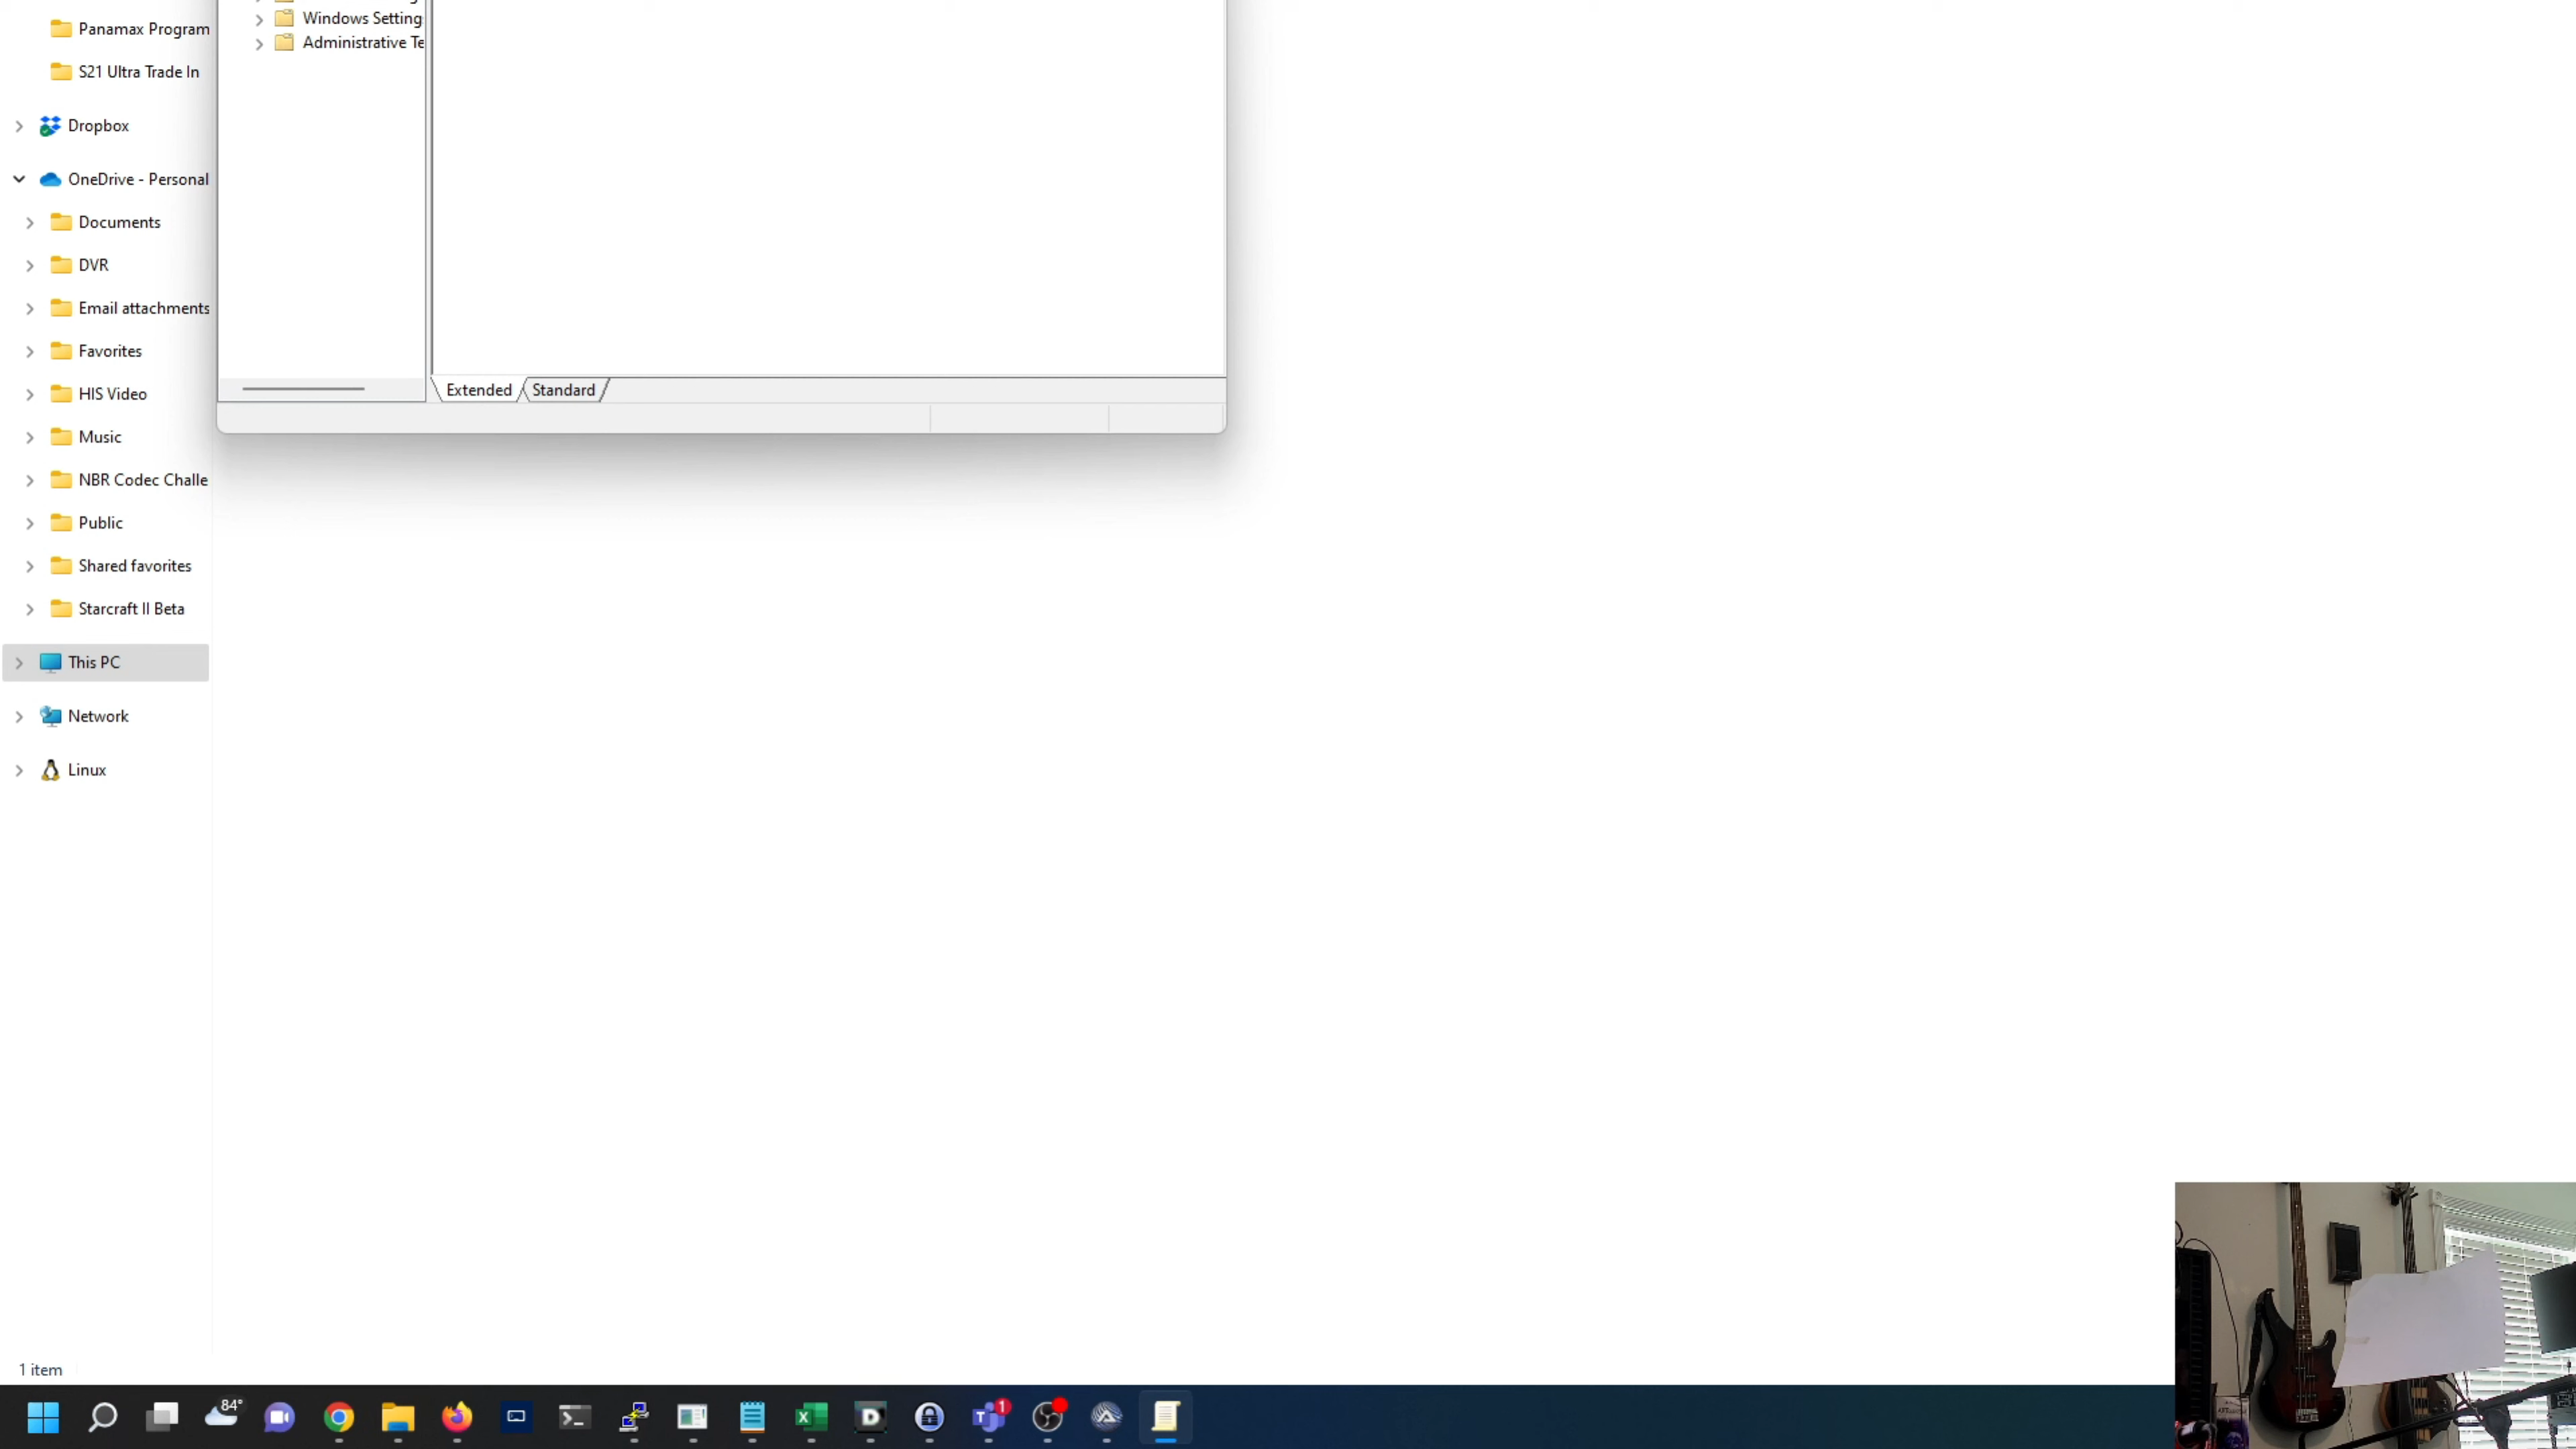 Windows Setting
Administrative Te
Panamax Program
S21 Ultra Trade In
Dropbox
OneDrive - Personal
Documents
DVR
Email attachments
Favorites
HIS Video
Music
NBR Codec Challe
Public
Shared favorites
Starcraft II Beta
This PC
Network
Linux
Extended
Standard
1 item
84°
1